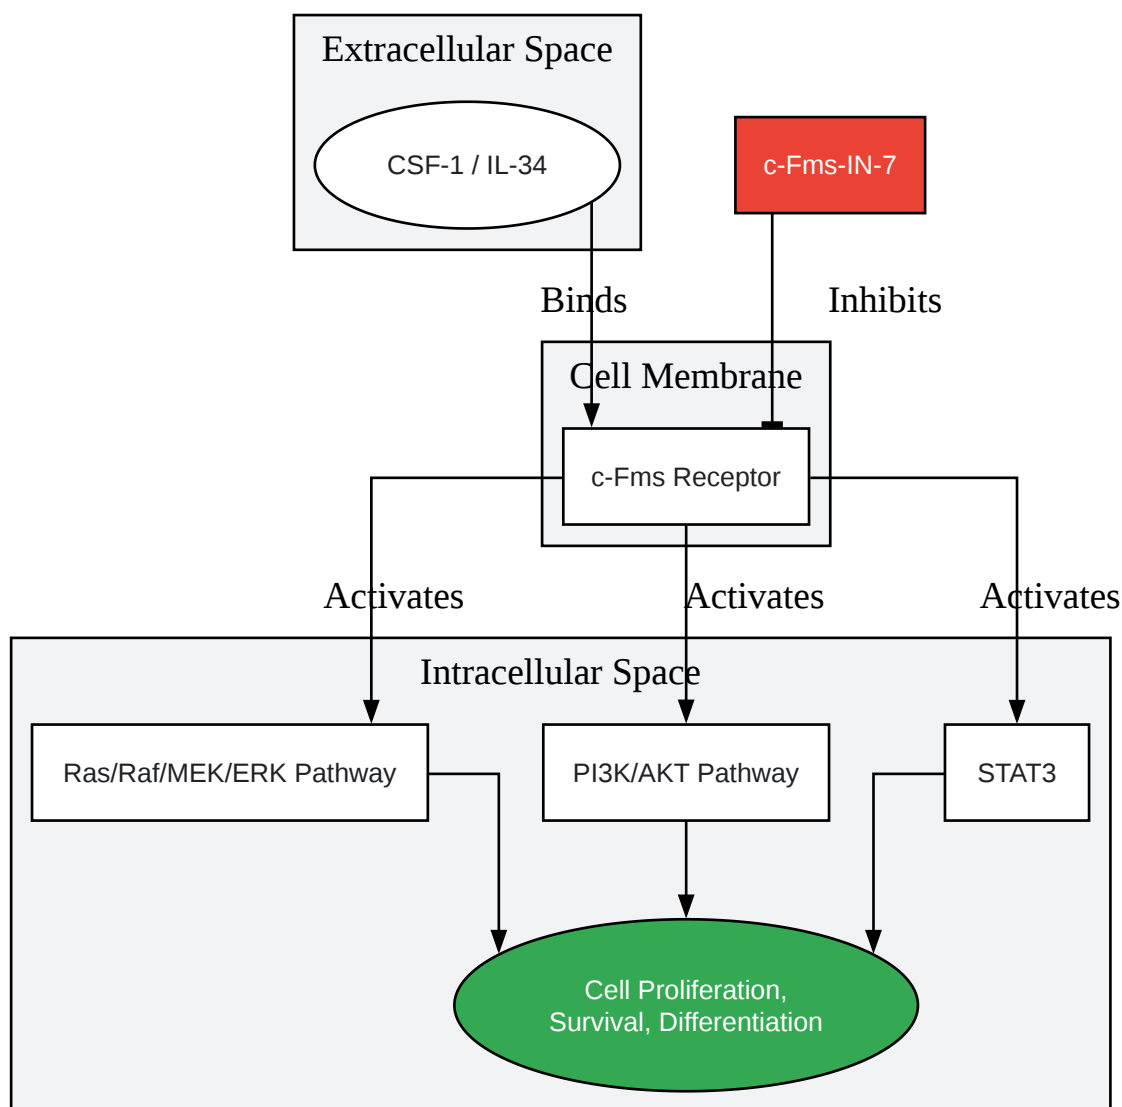 Extracellular Space
CSF-1 / IL-34
c-Fms-IN-7
Binds
Inhibits
Cell Membrane
c-Fms Receptor
Activates
Activates
Activates
Intracellular Space
Ras/Raf/MEK/ERK Pathway
PI3K/AKT Pathway
STAT3
Cell Proliferation,
Survival, Differentiation